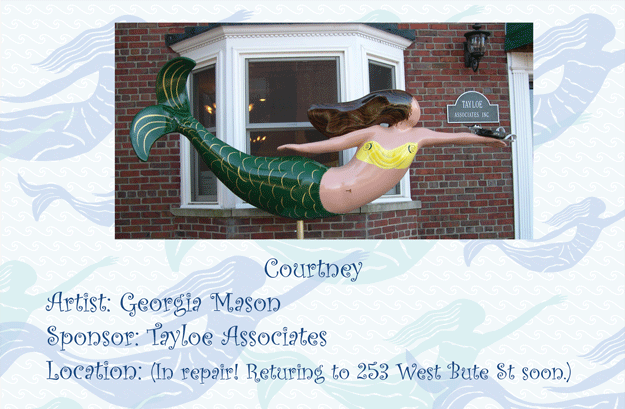 TAYLOE
ASSOCIATES INC.
Courtney
Artist: Georgia Mason
Sponsor: Tayloe Associates
Location: (In repair! Returing to 253 West Bute St soon.)